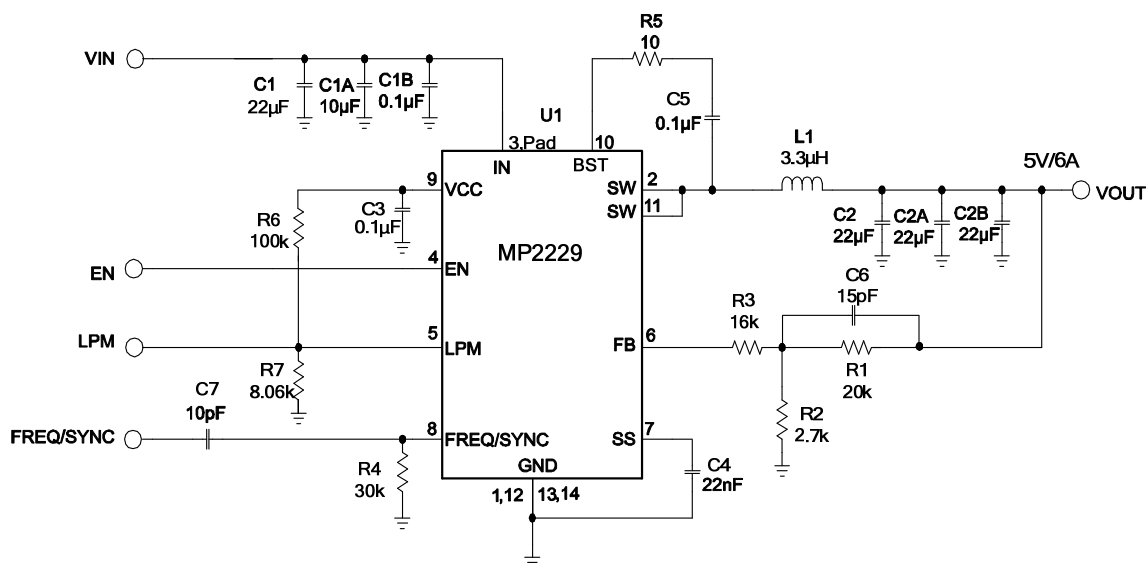 R5
10
VIN
C1
22µF
C1A
10µF
C1B
0.1µF
C5
0.1µF
U1
3,Pad
10
IN
BST
L1
3.3µH
5V/6A
VOUT
9
VCC
SW
2
SW
11
C3
0.1µF
R6
100k
C2
22µF
C2A
22µF
C2B
22µF
MP2229
EN
4
EN
C6
15pF
R3
16k
LPM
5
LPM
FB
6
R1
20k
R7
8.06k
C7
10pF
R2
2.7k
FREQ/SYNC
8
FREQ/SYNC
SS
7
R4
30k
GND
C4
22nF
1,12
13,14